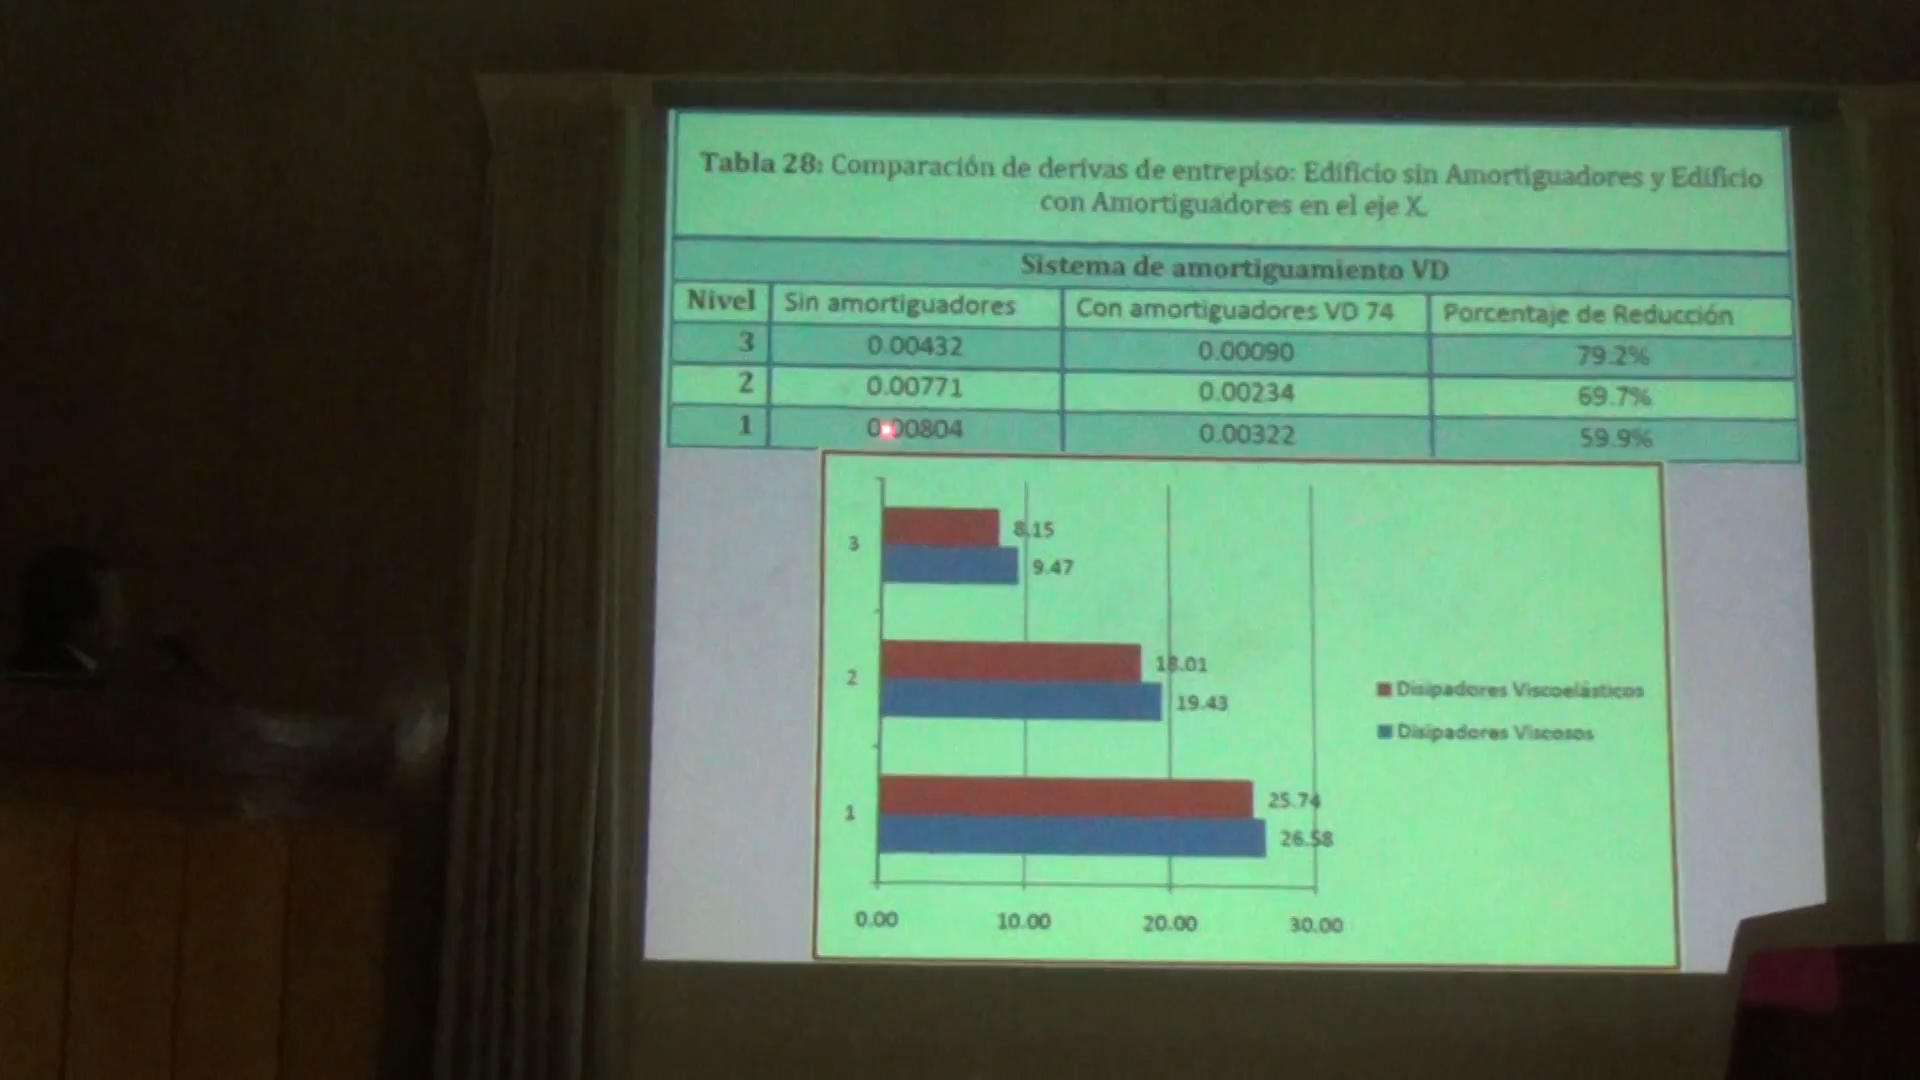 Tabla 28: Comparación de derivas de entrepiso: Edificio sin Amortiguadores y Edificio
con Amortiguadores en el eje X.
Sistema de amortiguamiento VD
Nivel Sin amortiguadores Con amortiguadores VD 74 Porcentaje de Reducción
3 0.00432 0.00090 79.2%
2 0.00771 0.00234 69.7%
1 0.00804 0.00322 59.9%
3
8.15
9.47
2
18.01
19.43
1
25.74
26.58
Disipadores Viscoelásticos
Disipadores Viscosos
0.00 10.00 20.00 30.00